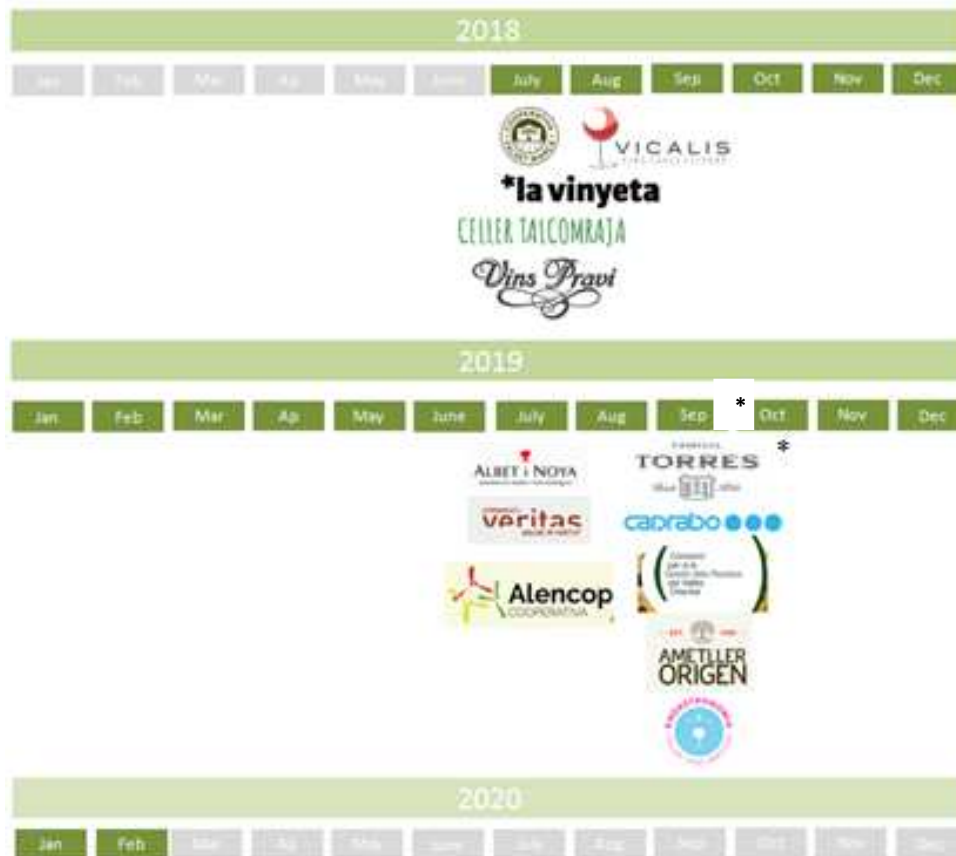 2018
Jan Feb Mar Ap May June July Aug Sep Oct Nov Dec
VICALIS
*la vinyeta
CELLER TALCOMRAJA
Vins Pravi
2019
Jan Feb Mar Ap May June July Aug Sep * Oct Nov Dec
ALBET i NOYA
TORRES *
veritas
caprabo
Alencop
COOPERATIVA
AMETLLER
ORIGEN
2020
Jan Feb Mar Ap May June July Aug Sep Oct Nov Dec